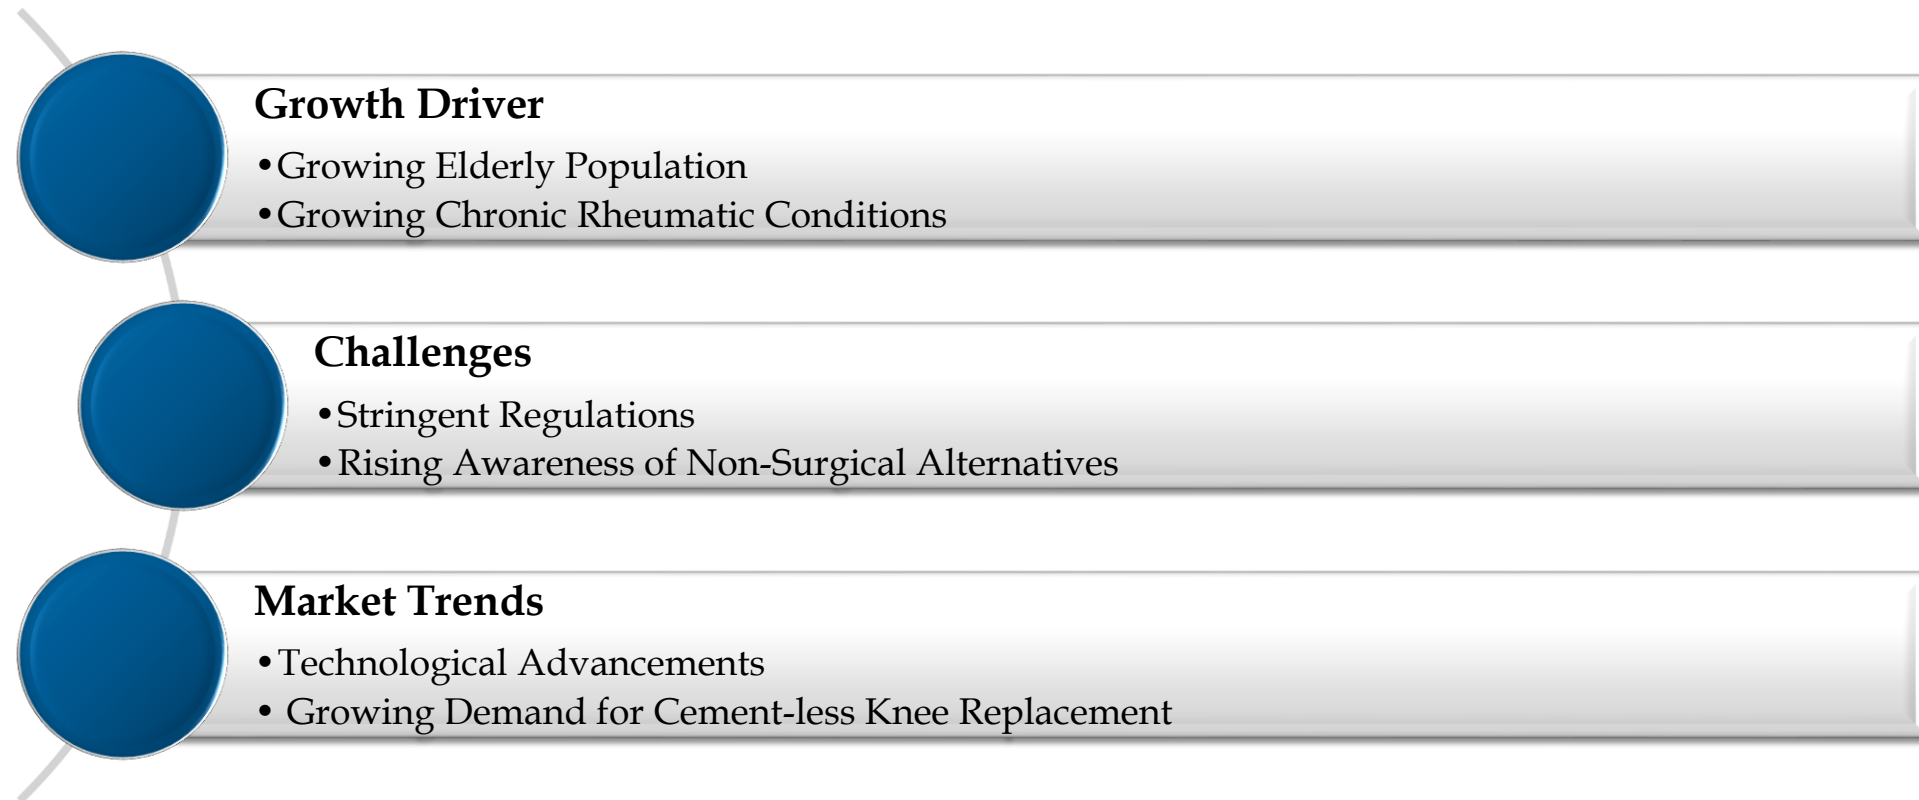 Growth Driver
•Growing Elderly Population
•Growing Chronic Rheumatic Conditions
Challenges
•Stringent Regulations
•Rising Awareness of Non-Surgical Alternatives
Market Trends
•Technological Advancements
• Growing Demand for Cement-less Knee Replacement